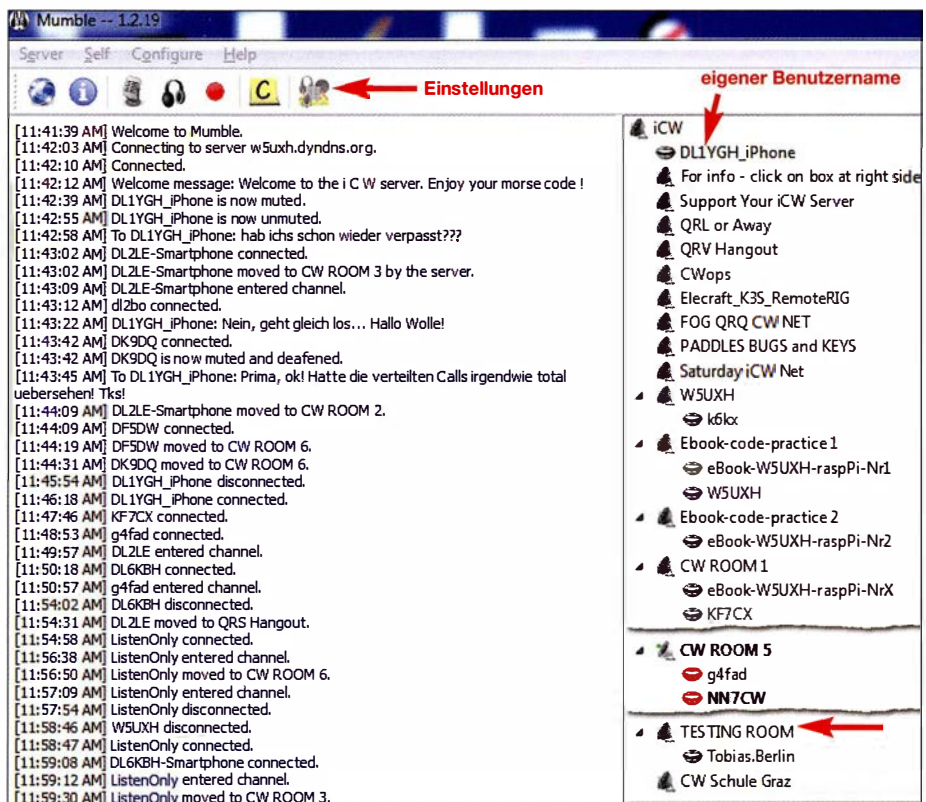 Mumble -- 1.2.19
Server Self Configure Help
C
Einstellungen
eigener Benutzername
[11:41:39 AM] Welcome to Mumble.
[11:42:03 AM] Connecting to server w5uxh.dyndns.org.
[11:42:10 AM] Connected.
[11:42:12 AM] Welcome message: Welcome to the i C W server. Enjoy your morse code !
[11:42:39 AM] DL1YGH_iPhone is now muted.
[11:42:55 AM] DL1YGH_iPhone is now unmuted.
[11:42:58 AM] To DL1YGH_iPhone: hab ichs schon wieder verpasst???
[11:43:02 AM] DL2LE-Smartphone connected.
[11:43:02 AM] DL2LE-Smartphone moved to CW ROOM 3 by the server.
[11:43:09 AM] DL2LE-Smartphone entered channel.
[11:43:12 AM] dl2bo connected.
[11:43:22 AM] DL1YGH_iPhone: Nein, geht gleich los... Hallo Wolle!
[11:43:42 AM] DK9DQ connected.
[11:43:42 AM] DK9DQ is now muted and deafened.
[11:43:45 AM] To DL1YGH_iPhone: Prima, ok! Hatte die verteilten Calls irgendwie total
uebersehen! Tks!
[11:44:09 AM] DL2LE-Smartphone moved to CW ROOM 2.
[11:44:09 AM] DF5DW connected.
[11:44:19 AM] DF5DW moved to CW ROOM 6.
[11:44:31 AM] DK9DQ moved to CW ROOM 6.
[11:45:54 AM] DL1YGH_iPhone disconnected.
[11:46:18 AM] DL1YGH_iPhone connected.
[11:47:46 AM] KF7CX connected.
[11:48:53 AM] g4fad connected.
[11:49:57 AM] DL2LE entered channel.
[11:50:18 AM] DL6KBH connected.
[11:50:57 AM] g4fad entered channel.
[11:54:02 AM] DL6KBH disconnected.
[11:54:31 AM] DL2LE moved to QRS Hangout.
[11:54:58 AM] ListenOnly connected.
[11:56:38 AM] ListenOnly entered channel.
[11:56:50 AM] ListenOnly moved to CW ROOM 6.
[11:57:09 AM] ListenOnly entered channel.
[11:57:54 AM] ListenOnly disconnected.
[11:58:46 AM] W5UXH disconnected.
[11:58:47 AM] ListenOnly connected.
[11:59:08 AM] DL6KBH-Smartphone connected.
[11:59:12 AM] ListenOnly entered channel.
[11:59:30 AM] ListenOnly moved to CW ROOM 3.
iCW
DL1YGH_iPhone
For info - click on box at right side
Support Your iCW Server
QRL or Away
QRV Hangout
CWops
Elecraft_K3S_RemoteRIG
FOG QRQ CW NET
PADDLES BUGS and KEYS
Saturday iCW Net
W5UXH
k6kx
Ebook-code-practice 1
eBook-W5UXH-raspPi-Nr1
W5UXH
Ebook-code-practice 2
eBook-W5UXH-raspPi-Nr2
CW ROOM 1
eBook-W5UXH-raspPi-NrX
KF7CX
CW ROOM 5
g4fad
NN7CW
TESTING ROOM
Tobias.Berlin
CW Schule Graz